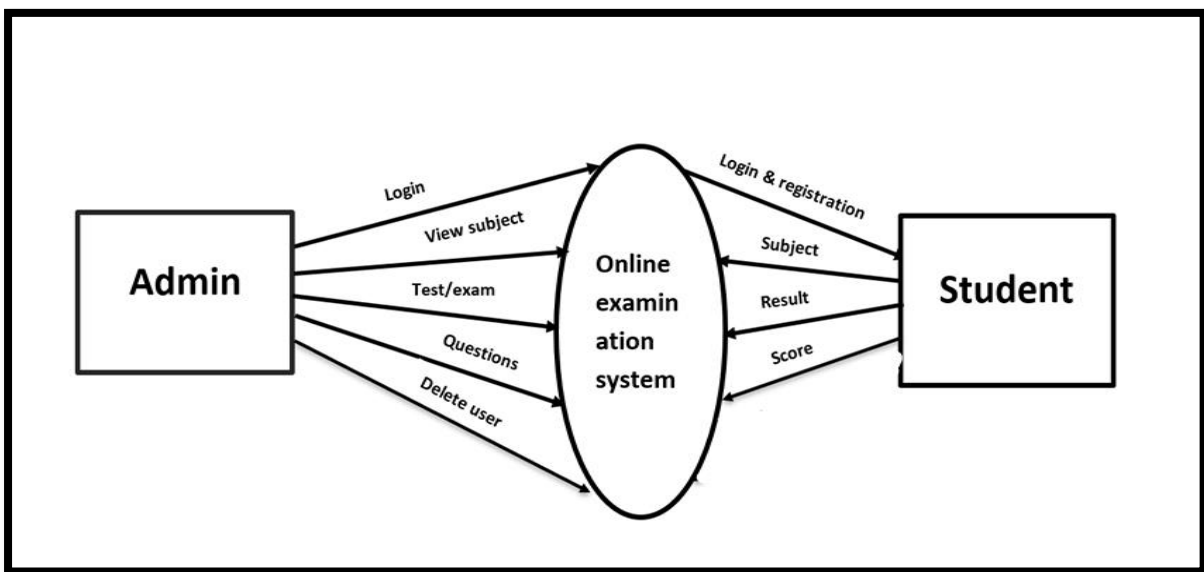 Admin
Login
View subject
Test/exam
Questions
Delete user
Online
examin
ation
system
Login & registration
Subject
Result
Score
Student